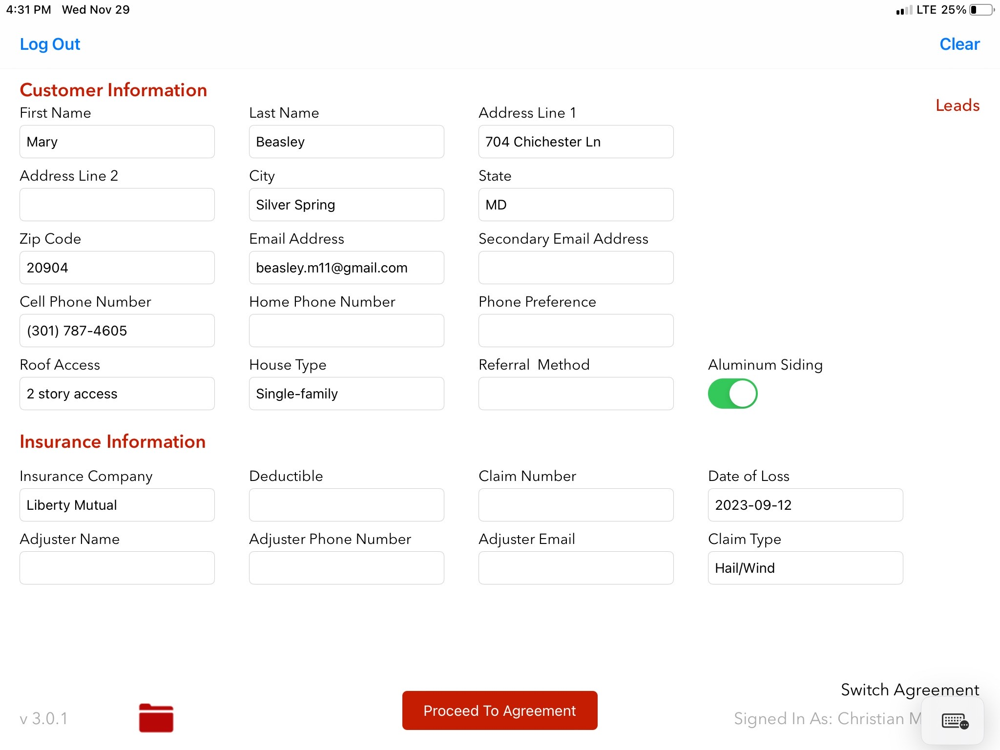 4:31 PM Wed Nov 29 LTE 25%
Log Out Clear
Customer Information
Leads
First Name Last Name Address Line 1
Mary Beasley 704 Chichester Ln
Address Line 2 City State
Silver Spring MD
Zip Code Email Address Secondary Email Address
20904 beasley.m11@gmail.com
Cell Phone Number Home Phone Number Phone Preference
(301) 787-4605
Roof Access House Type Referral Method Aluminum Siding
2 story access Single-family
Insurance Information
Insurance Company Deductible Claim Number Date of Loss
Liberty Mutual 2023-09-12
Adjuster Name Adjuster Phone Number Adjuster Email Claim Type
Hail/Wind
Switch Agreement
Proceed To Agreement
v 3.0.1 Signed In As: Christian M